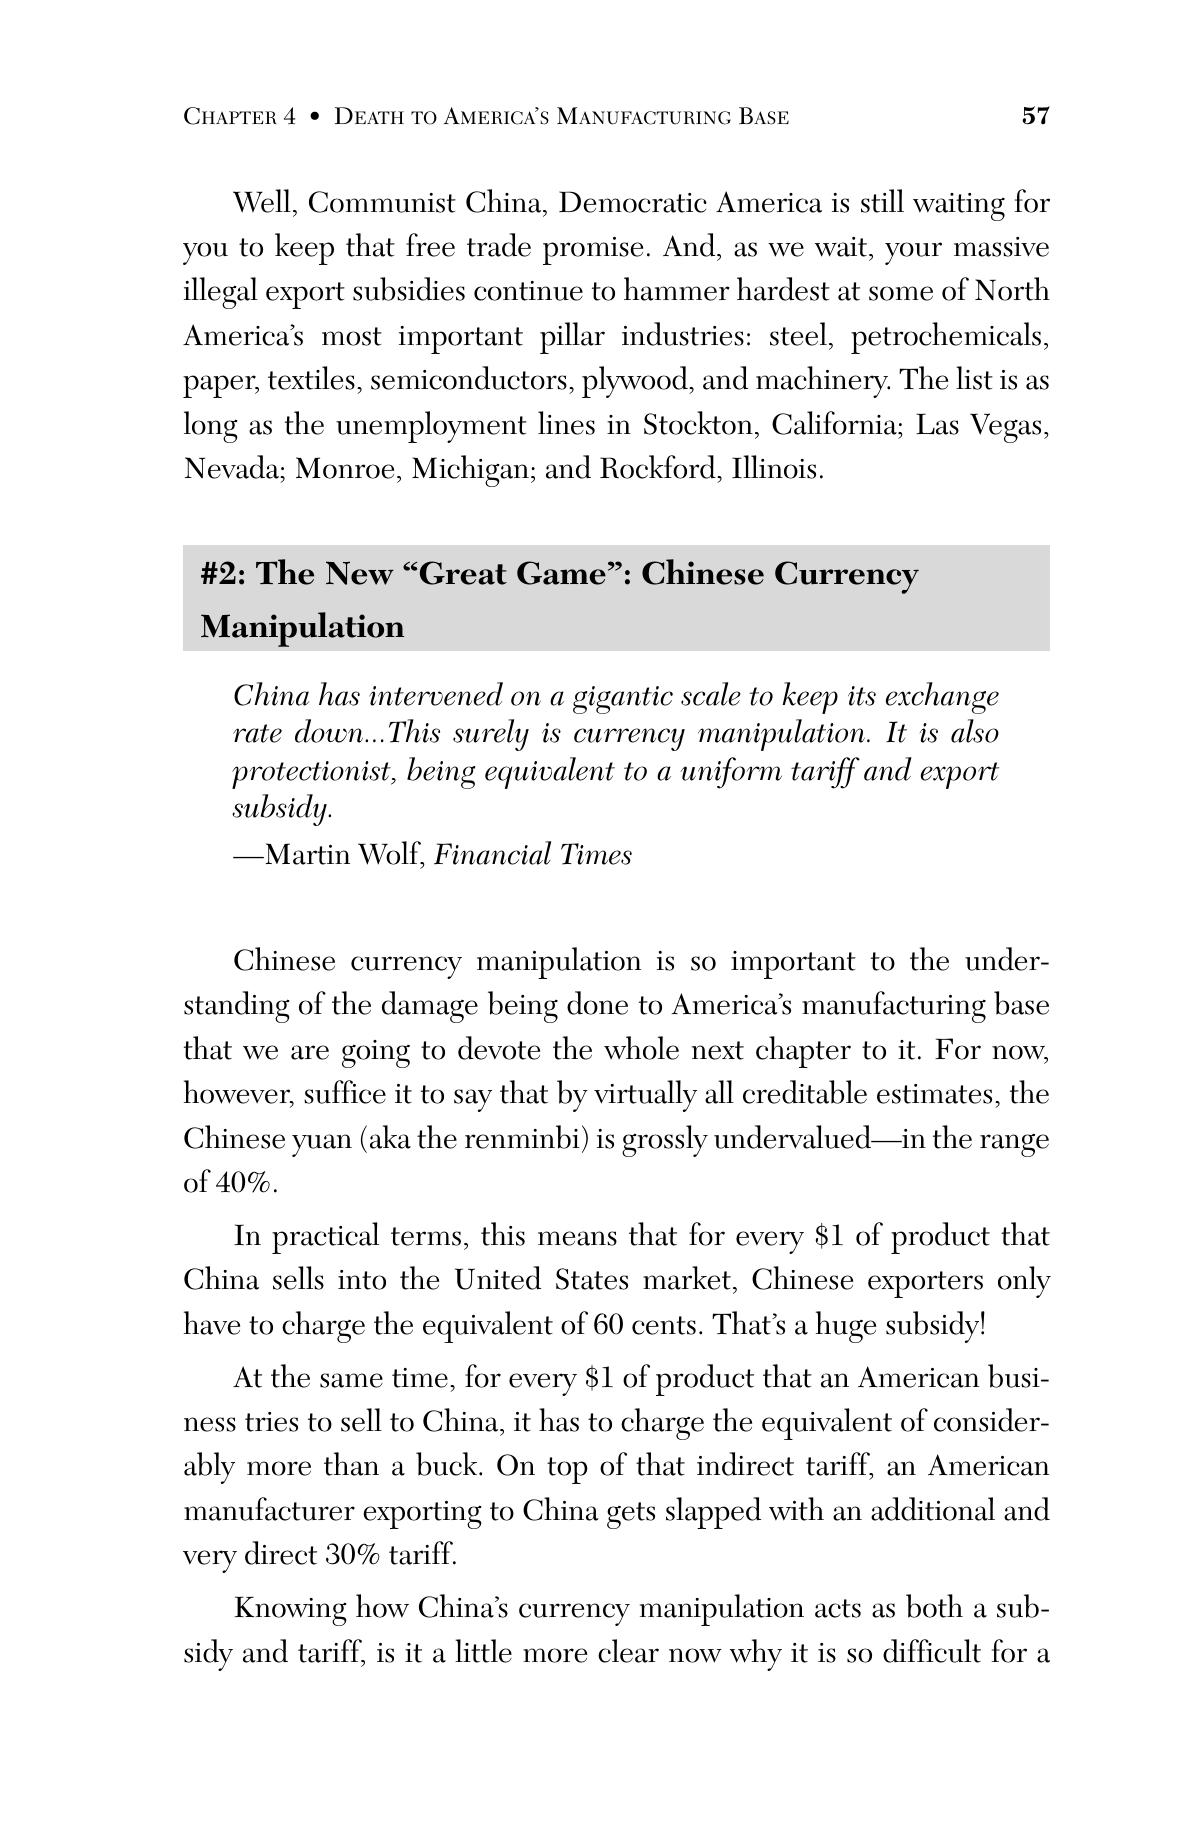 CHAPTER 4 • DEATH TO AMERICA’S MANUFACTURING BASE 57
Well, Communist China, Democratic America is still waiting for
you to keep that free trade promise. And, as we wait, your massive
illegal export subsidies continue to hammer hardest at some of North
America’s most important pillar industries: steel, petrochemicals,
paper, textiles, semiconductors, plywood, and machinery. The list is as
long as the unemployment lines in Stockton, California; Las Vegas,
Nevada; Monroe, Michigan; and Rockford, Illinois.
#2: The New “Great Game”: Chinese Currency
Manipulation
China has intervened on a gigantic scale to keep its exchange
rate down...This surely is currency manipulation. It is also
protectionist, being equivalent to a uniform tariff and export
subsidy.
—Martin Wolf, Financial Times
Chinese currency manipulation is so important to the under-
standing of the damage being done to America’s manufacturing base
that we are going to devote the whole next chapter to it. For now,
however, suffice it to say that by virtually all creditable estimates, the
Chinese yuan (aka the renminbi) is grossly undervalued—in the range
of 40%.
In practical terms, this means that for every $1 of product that
China sells into the United States market, Chinese exporters only
have to charge the equivalent of 60 cents. That’s a huge subsidy!
At the same time, for every $1 of product that an American busi-
ness tries to sell to China, it has to charge the equivalent of consider-
ably more than a buck. On top of that indirect tariff, an American
manufacturer exporting to China gets slapped with an additional and
very direct 30% tariff.
Knowing how China’s currency manipulation acts as both a sub-
sidy and tariff, is it a little more clear now why it is so difficult for a